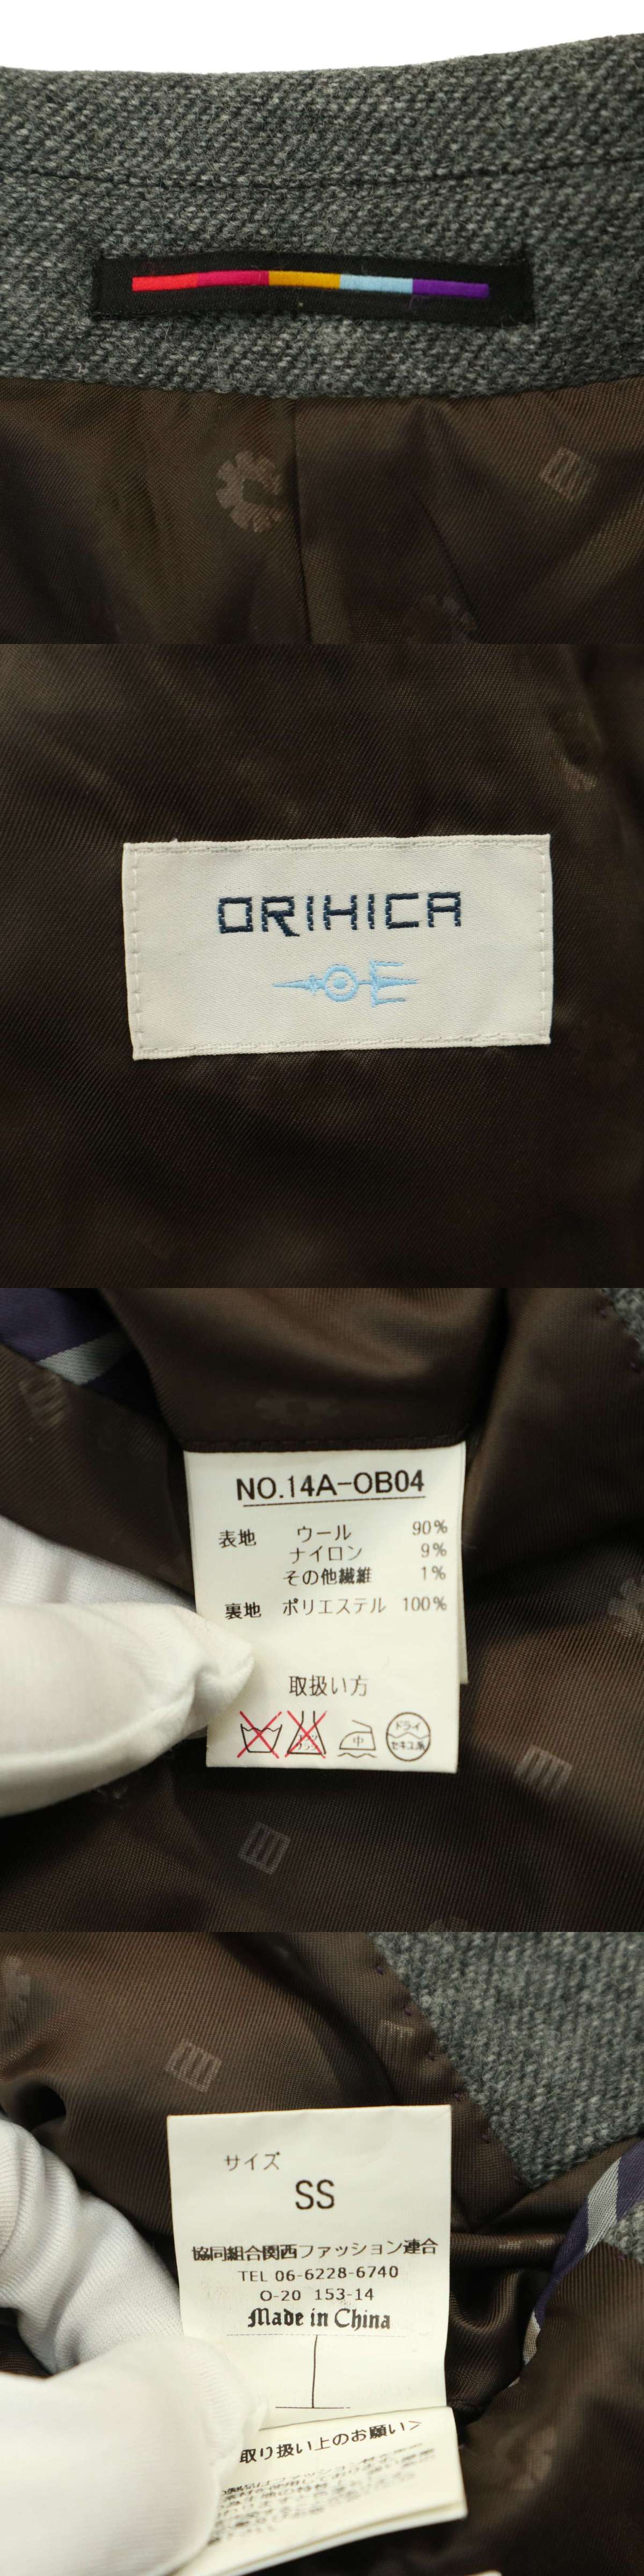 ORIHICA
NO.14A-OB04
表地 ウール 90%
ナイロン 9%
その他繊維 1%
裏地 ポリエステル 100%
取扱い方
中
ドライ
セキユ系
サイズ
SS
協同組合関西ファッション連合
TEL 06-6228-6740
O-20 153-14
Made in China
取り扱い上のお願い>